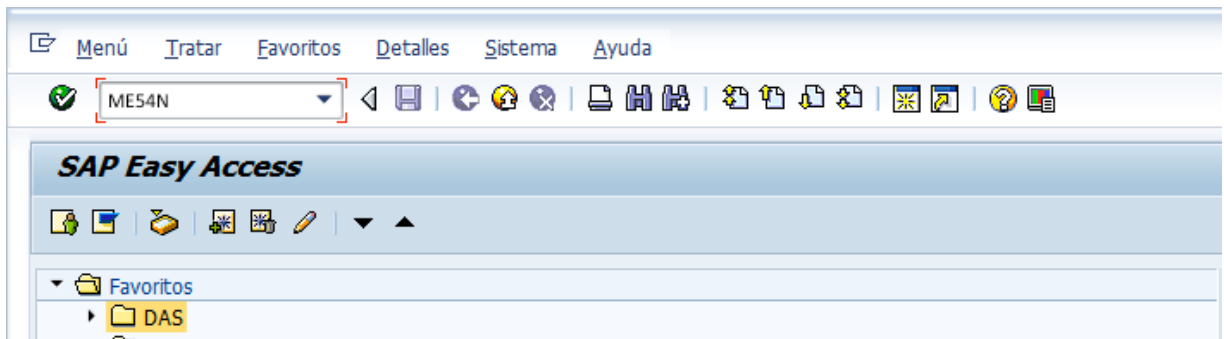 Menú Tratar Favoritos Detalles Sistema Ayuda
ME54N
SAP Easy Access
Favoritos
DAS